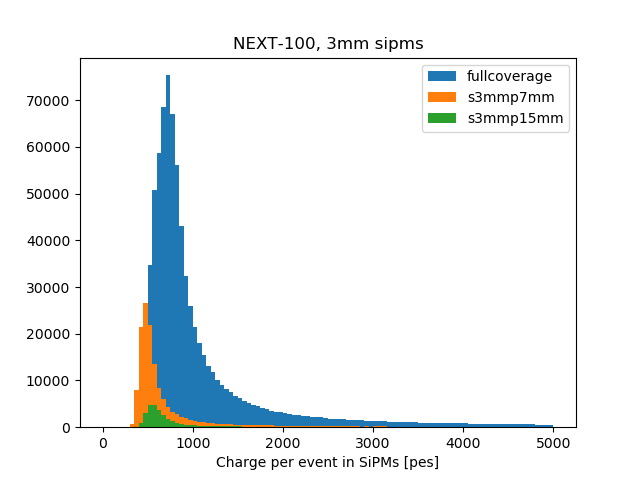 NEXT-100, 3mm sipms
fullcoverage
s3mmp7mm
s3mmp15mm
70000
60000
50000
40000
30000
20000
10000
0
0 1000 2000 3000 4000 5000
Charge per event in SiPMs [pes]